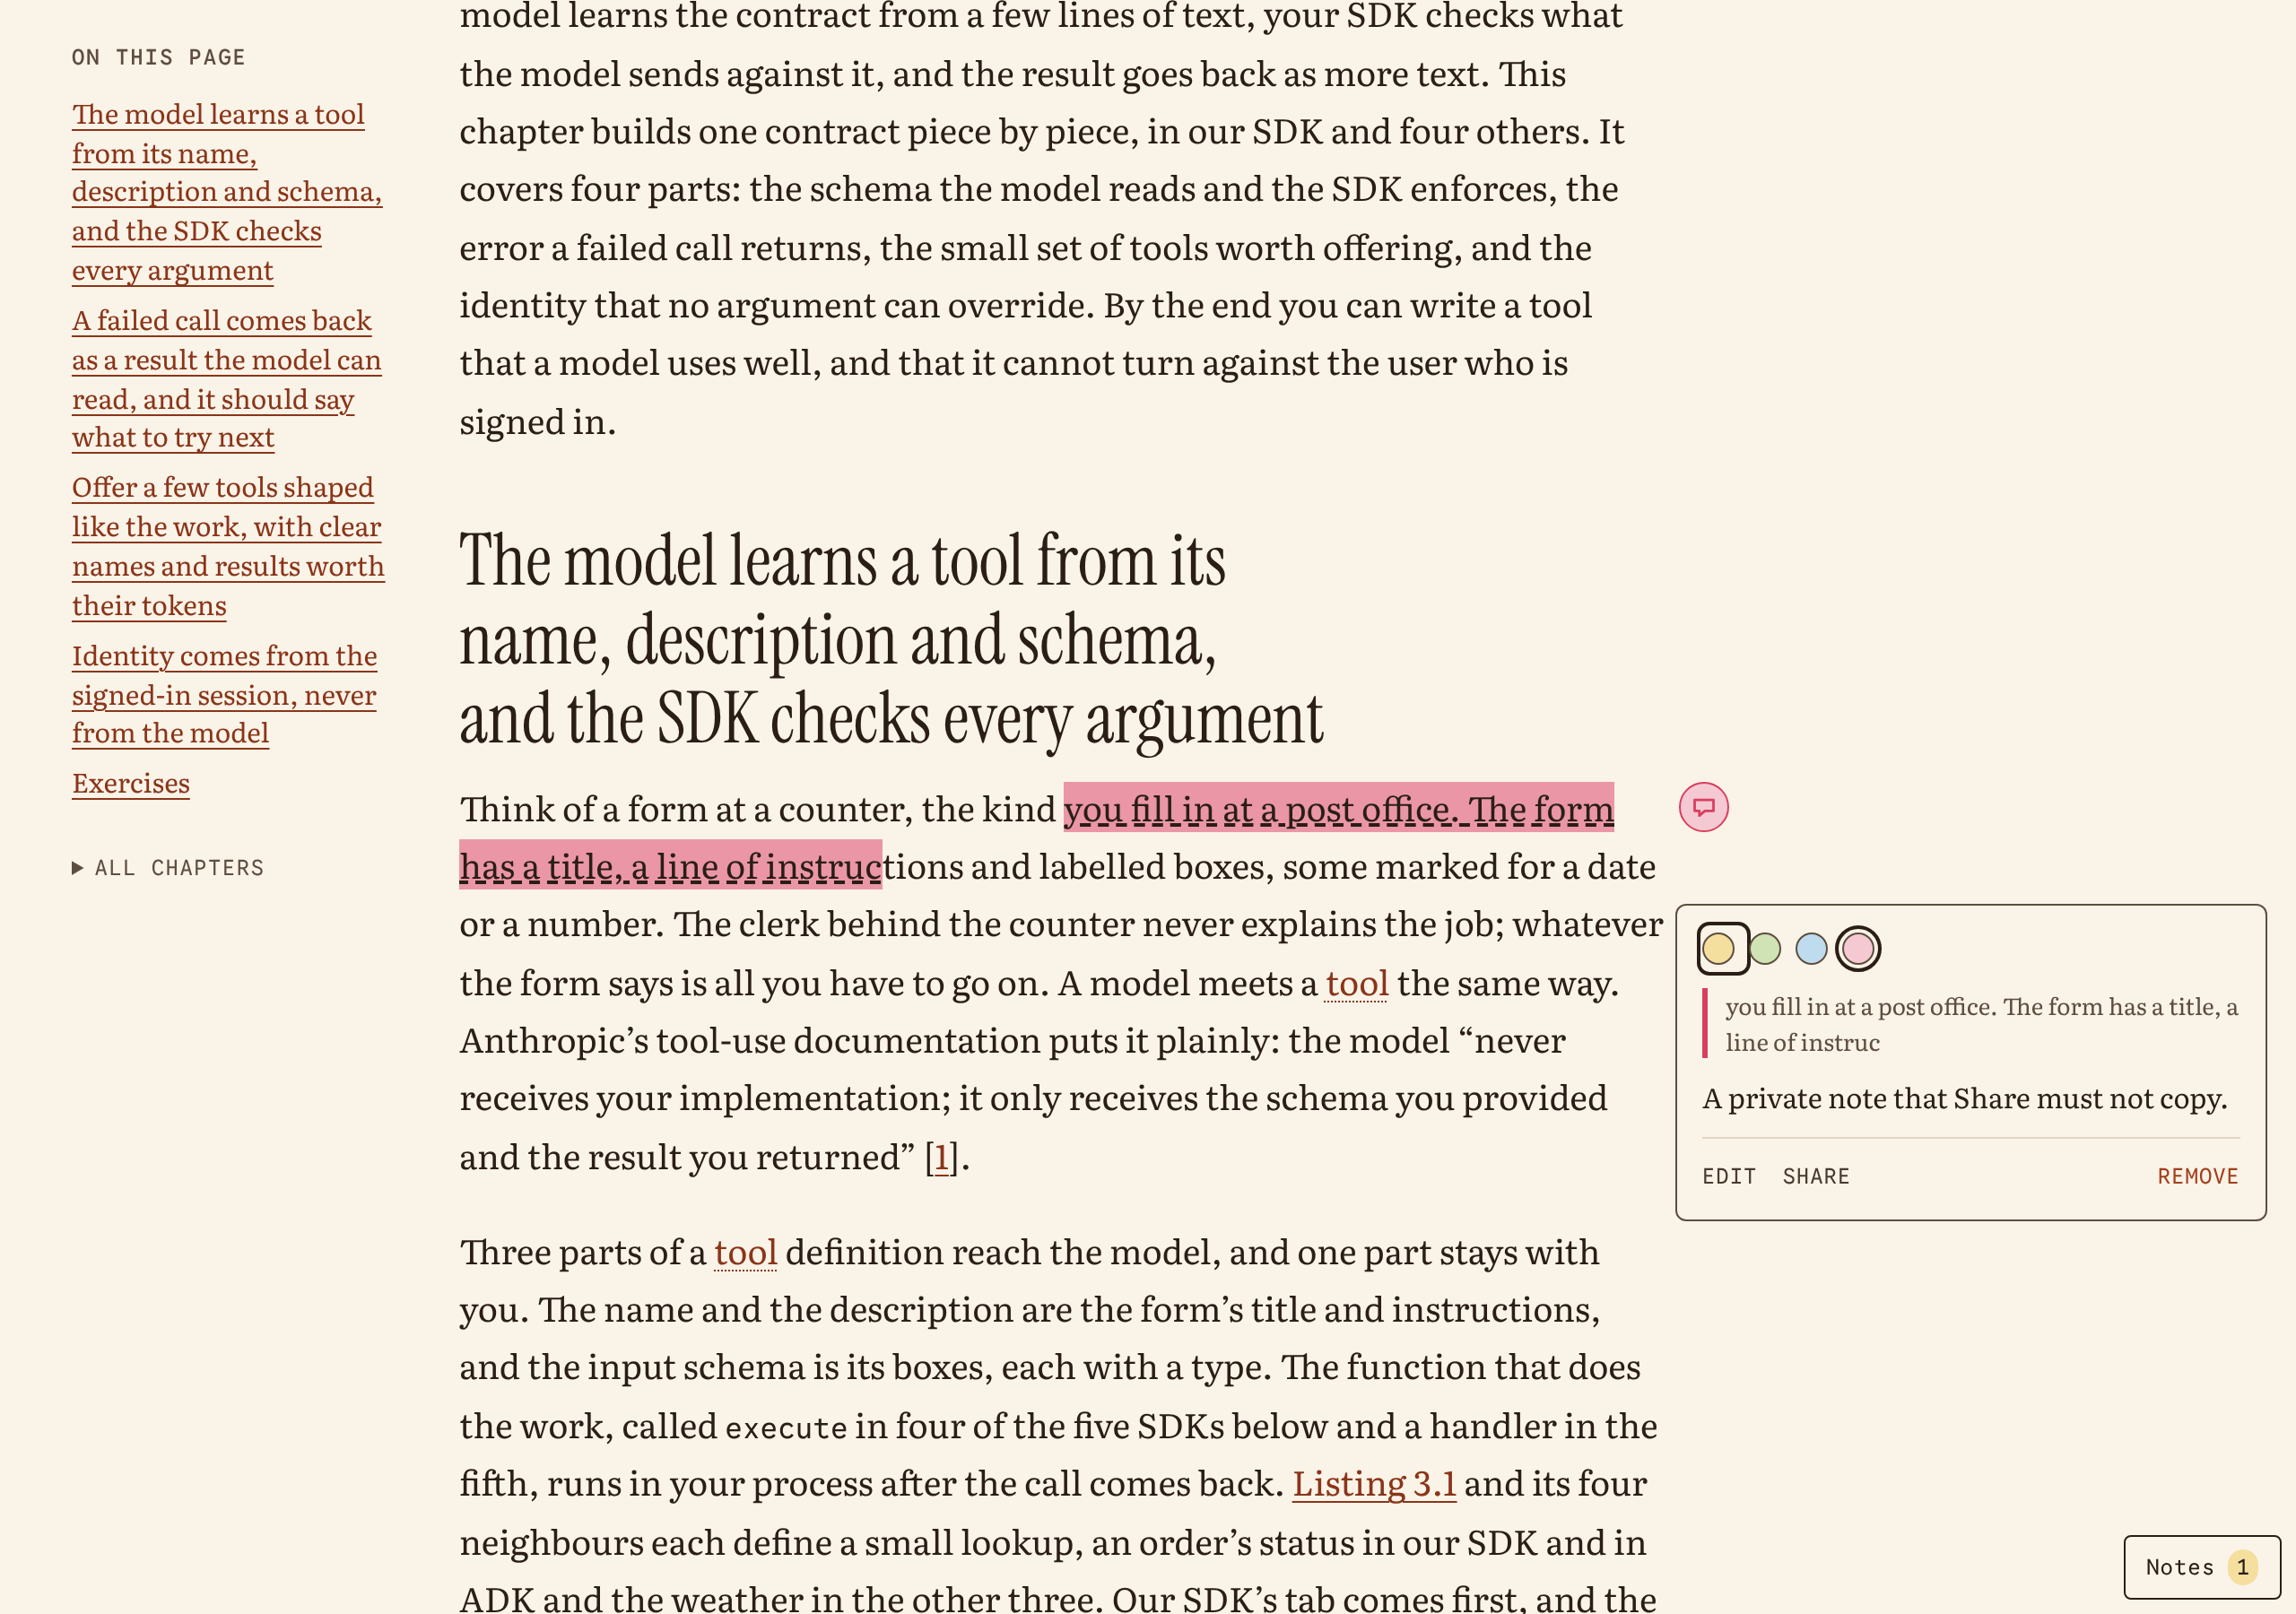 ON THIS PAGE
The model learns a tool
from its name,
description and schema,
and the SDK checks
every argument
A failed call comes back
as a result the model can
read, and it should say
what to try next
Offer a few tools shaped
like the work, with clear
names and results worth
their tokens
Identity comes from the
signed-in session, never
from the model
Exercises
▶ ALL CHAPTERS
model learns the contract from a few lines of text, your SDK checks what
the model sends against it, and the result goes back as more text. This
chapter builds one contract piece by piece, in our SDK and four others. It
covers four parts: the schema the model reads and the SDK enforces, the
error a failed call returns, the small set of tools worth offering, and the
identity that no argument can override. By the end you can write a tool
that a model uses well, and that it cannot turn against the user who is
signed in.
The model learns a tool from its
name, description and schema,
and the SDK checks every argument
Think of a form at a counter, the kind you fill in at a post office. The form
has a title, a line of instructions and labelled boxes, some marked for a date
or a number. The clerk behind the counter never explains the job; whatever
the form says is all you have to go on. A model meets a tool the same way.
Anthropic’s tool-use documentation puts it plainly: the model “never
receives your implementation; it only receives the schema you provided
and the result you returned” [1].
Three parts of a tool definition reach the model, and one part stays with
you. The name and the description are the form’s title and instructions,
and the input schema is its boxes, each with a type. The function that does
the work, called execute in four of the five SDKs below and a handler in the
fifth, runs in your process after the call comes back. Listing 3.1 and its four
neighbours each define a small lookup, an order’s status in our SDK and in
ADK and the weather in the other three. Our SDK’s tab comes first, and the
you fill in at a post office. The form has a title, a
line of instruc
A private note that Share must not copy.
EDIT SHARE REMOVE
Notes 1